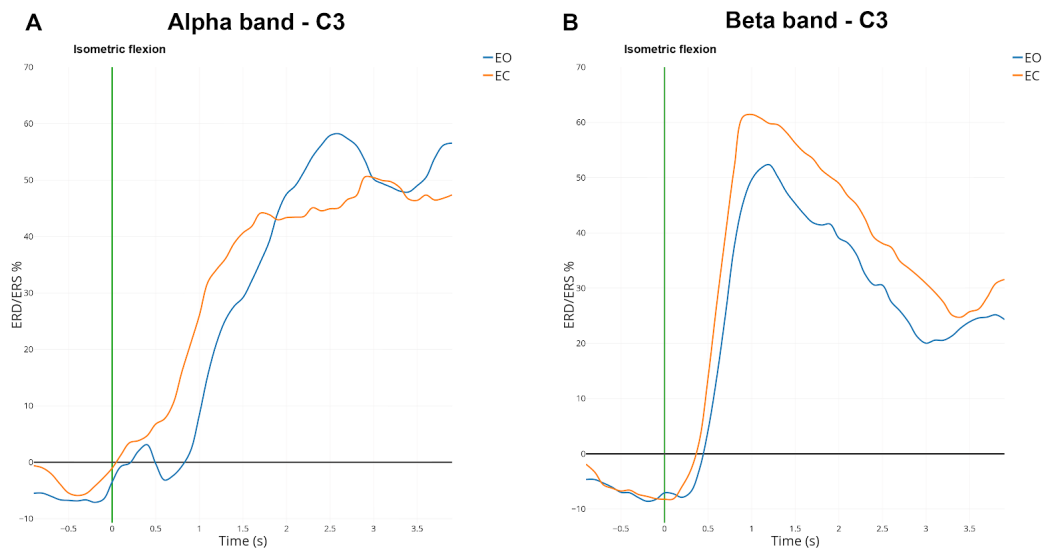 A
Alpha band - C3
Isometric flexion
EO
EC
70
60
50
40
30
20
10
0
−10
ERD/ERS %
−0.5 0 0.5 1 1.5 2 2.5 3 3.5
Time (s)
B
Beta band - C3
Isometric flexion
EO
EC
70
60
50
40
30
20
10
0
−10
ERD/ERS %
−0.5 0 0.5 1 1.5 2 2.5 3 3.5
Time (s)